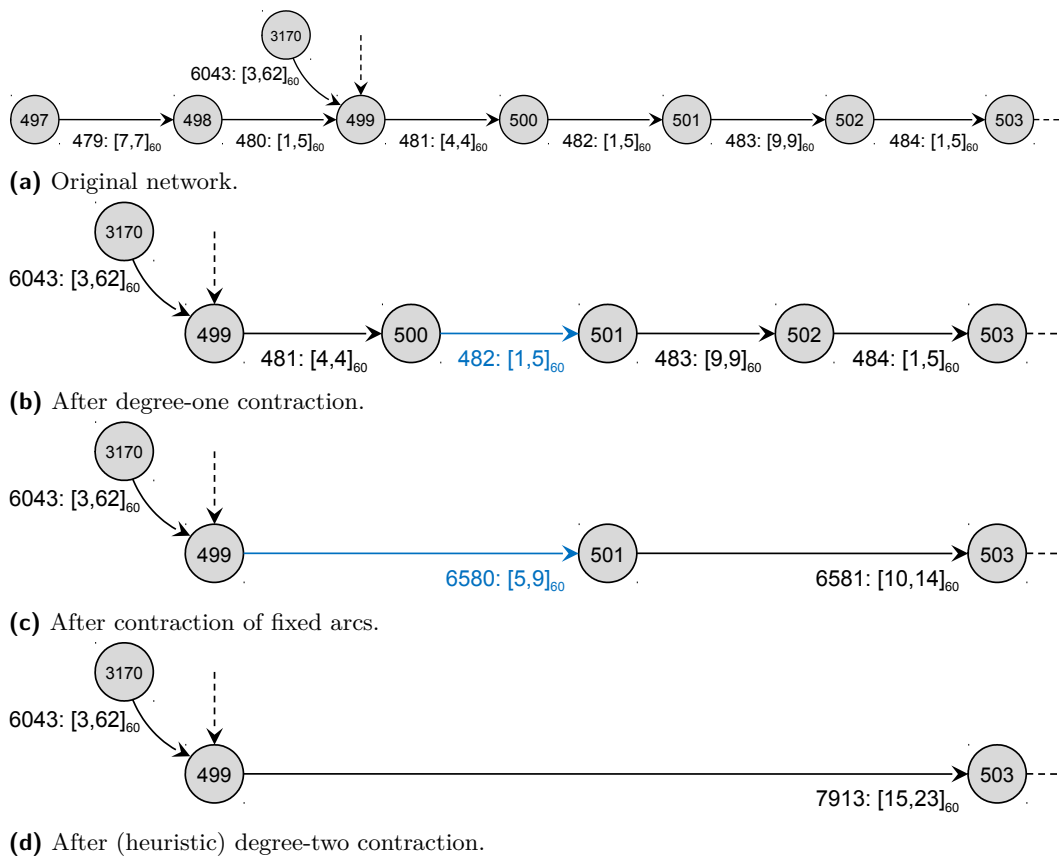 3170
6043: [3,62]60
497 498 499 500 501 502 503
479: [7,7]60 480: [1,5]60 481: [4,4]60 482: [1,5]60 483: [9,9]60 484: [1,5]60
(a) Original network.
3170
6043: [3,62]60
499 500 501 502 503
481: [4,4]60 482: [1,5]60 483: [9,9]60 484: [1,5]60
(b) After degree-one contraction.
3170
6043: [3,62]60
499 501 503
6580: [5,9]60 6581: [10,14]60
(c) After contraction of fixed arcs.
3170
6043: [3,62]60
499 503
7913: [15,23]60
(d) After (heuristic) degree-two contraction.